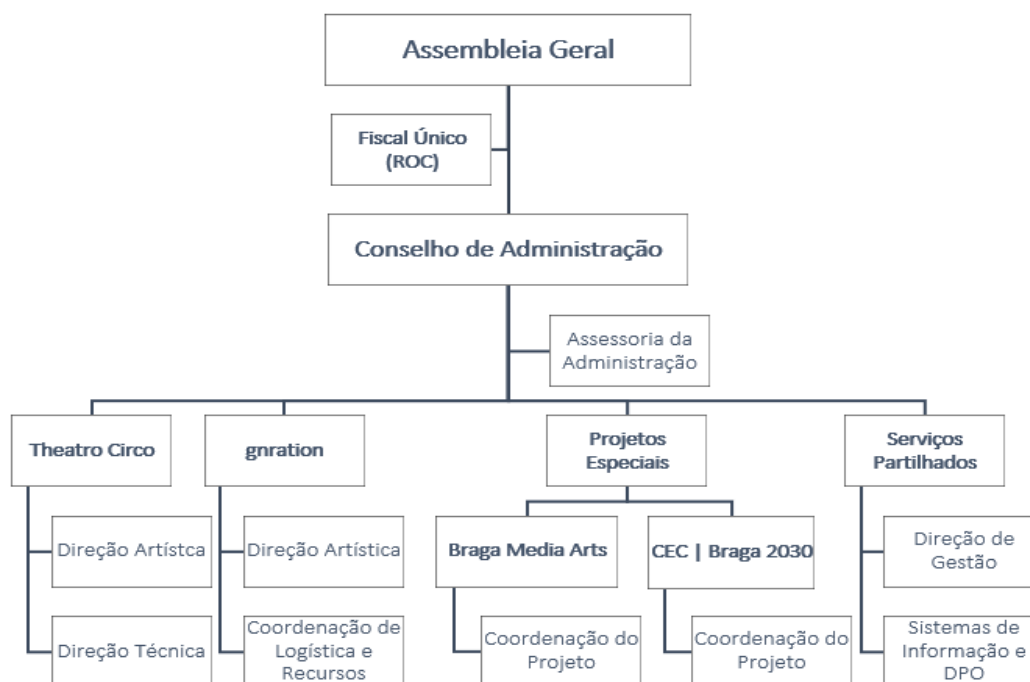 Assembleia Geral
Fiscal Único
(ROC)
Conselho de Administração
Assessoria da
Administração
Theatro Circo
gnration
Projetos
Especiais
Serviços
Partilhados
Direção Artístca
Direção Artística
Braga Media Arts
CEC | Braga 2030
Direção de
Gestão
Direção Técnica
Coordenação de
Logística e
Recursos
Coordenação do
Projeto
Coordenação do
Projeto
Sistemas de
Informação e
DPO